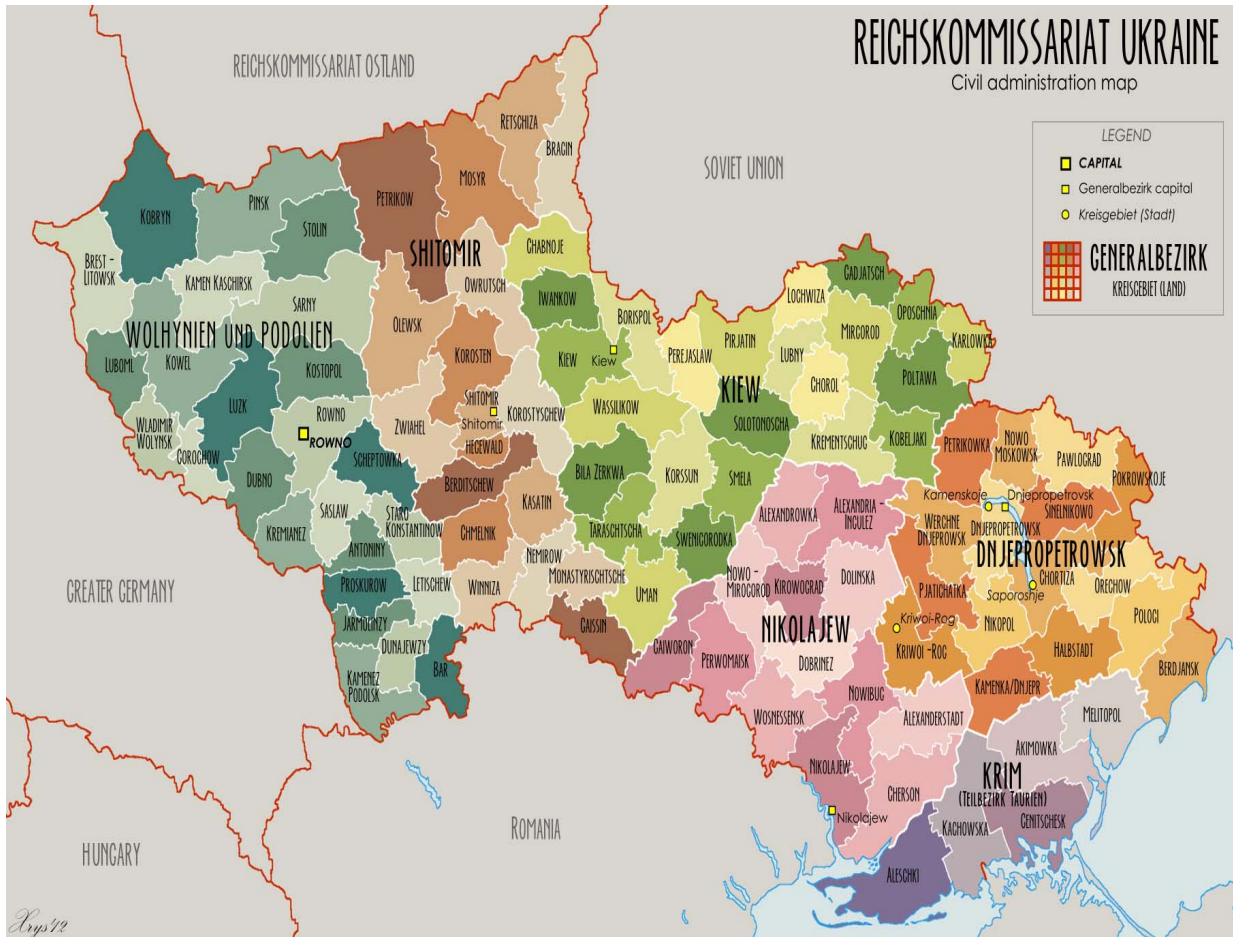 REICHSKOMMISSARIAT UKRAINE
Civil administration map
LEGEND
CAPITAL
Generalbezirk capital
Kreisgebiet (Stadt)
GENERALBEZIRK
KREISGEBIET (LAND)
REICHSKOMMISSARIAT OSTLAND
SOVIET UNION
GREATER GERMANY
HUNGARY
ROMANIA
WOLHYNIEN UND PODOLIEN
KOBRYN
PINSK
STOLIN
BREST -
LITOWSK
KAMEN KASCHIRSK
SARNY
LUBOML
KOWEL
KOSTOPOL
LUZK
WLADIMIR
WOLYNSK
GOROCHOW
ROWNO
ROWNO
DUBNO
SCHEPTOWKA
KREMIANEZ
SASLAW
STARO
KONSTANTINOW
ANTONINY
PROSKUROW
LETISCHEW
JARMOLINZY
DUNAJEWZY
BAR
KAMENEZ
PODOLSK
SHITOMIR
PETRIKOW
MOSYR
RETSCHIZA
BRAGIN
OWRUTSCH
OLEWSK
KOROSTEN
SHITOMIR
Shitomir
KOROSTYSCHEW
ZWIAHEL
HEGEWALD
BERDITSCHEW
KASATIN
CHMELNIK
WINNIZA
NEMIROW
MONASTYRISCHTSCHE
GAISSIN
KIEW
CHABNOJE
IWANKOW
BORISPOL
KIEW
Kiew
PEREJASLAW
PIRJATIN
LOCHWIZA
GADJATSCH
LUBNY
MIRGOROD
OPOSCHNIA
KARLOWKA
CHOROL
POLTAWA
WASSILIKOW
SOLOTONOSCHA
KREMENTSCHUG
KOBELJAKI
BILA ZERKWA
KORSSUN
SMELA
TARASCHTSCHA
SWENIGORODKA
UMAN
NIKOLAJEW
ALEXANDROWKA
ALEXANDRIA -
INGULEZ
NOWO -
MIROGOROD
KIROWOGRAD
DOLINSKA
GAIWORON
PERWOMAISK
DOBRINEZ
NOWIBUG
WOSNESSENSK
ALEXANDERSTADT
NIKOLAJEW
Nikolajew
CHERSON
DNJEPROPETROWSK
PETRIKOWKA
NOWO
MOSKOWSK
PAWLOGRAD
POKROWSKOJE
Kamenskoje
Dnjepropetrovsk
SINELNIKOWO
WERCHNE
DNJEPROWSK
DNJEPROPETROWSK
CHORTIZA
ORECHOW
PJATICHATKA
Saporoshje
Kriwoi-Rog
KRIWOI -ROG
NIKOPOL
POLOGI
HALBSTADT
BERDJANSK
KAMENKA/DNJEPR
KRIM
(TEILBEZIRK TAURIEN)
MELITOPOL
AKIMOWKA
KACHOWSKA
GENITSCHESK
ALESCHKI
Xrys'12